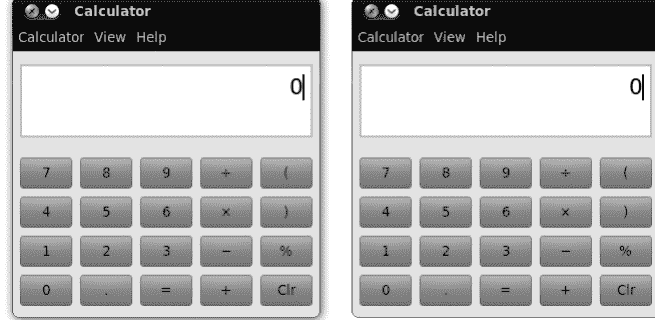 Calculator
Calculator View Help
0
7 8 9 ÷ (
4 5 6 × )
1 2 3 − %
0 . = + Clr
Calculator
Calculator View Help
0
7 8 9 ÷ (
4 5 6 × )
1 2 3 − %
0 . = + Clr